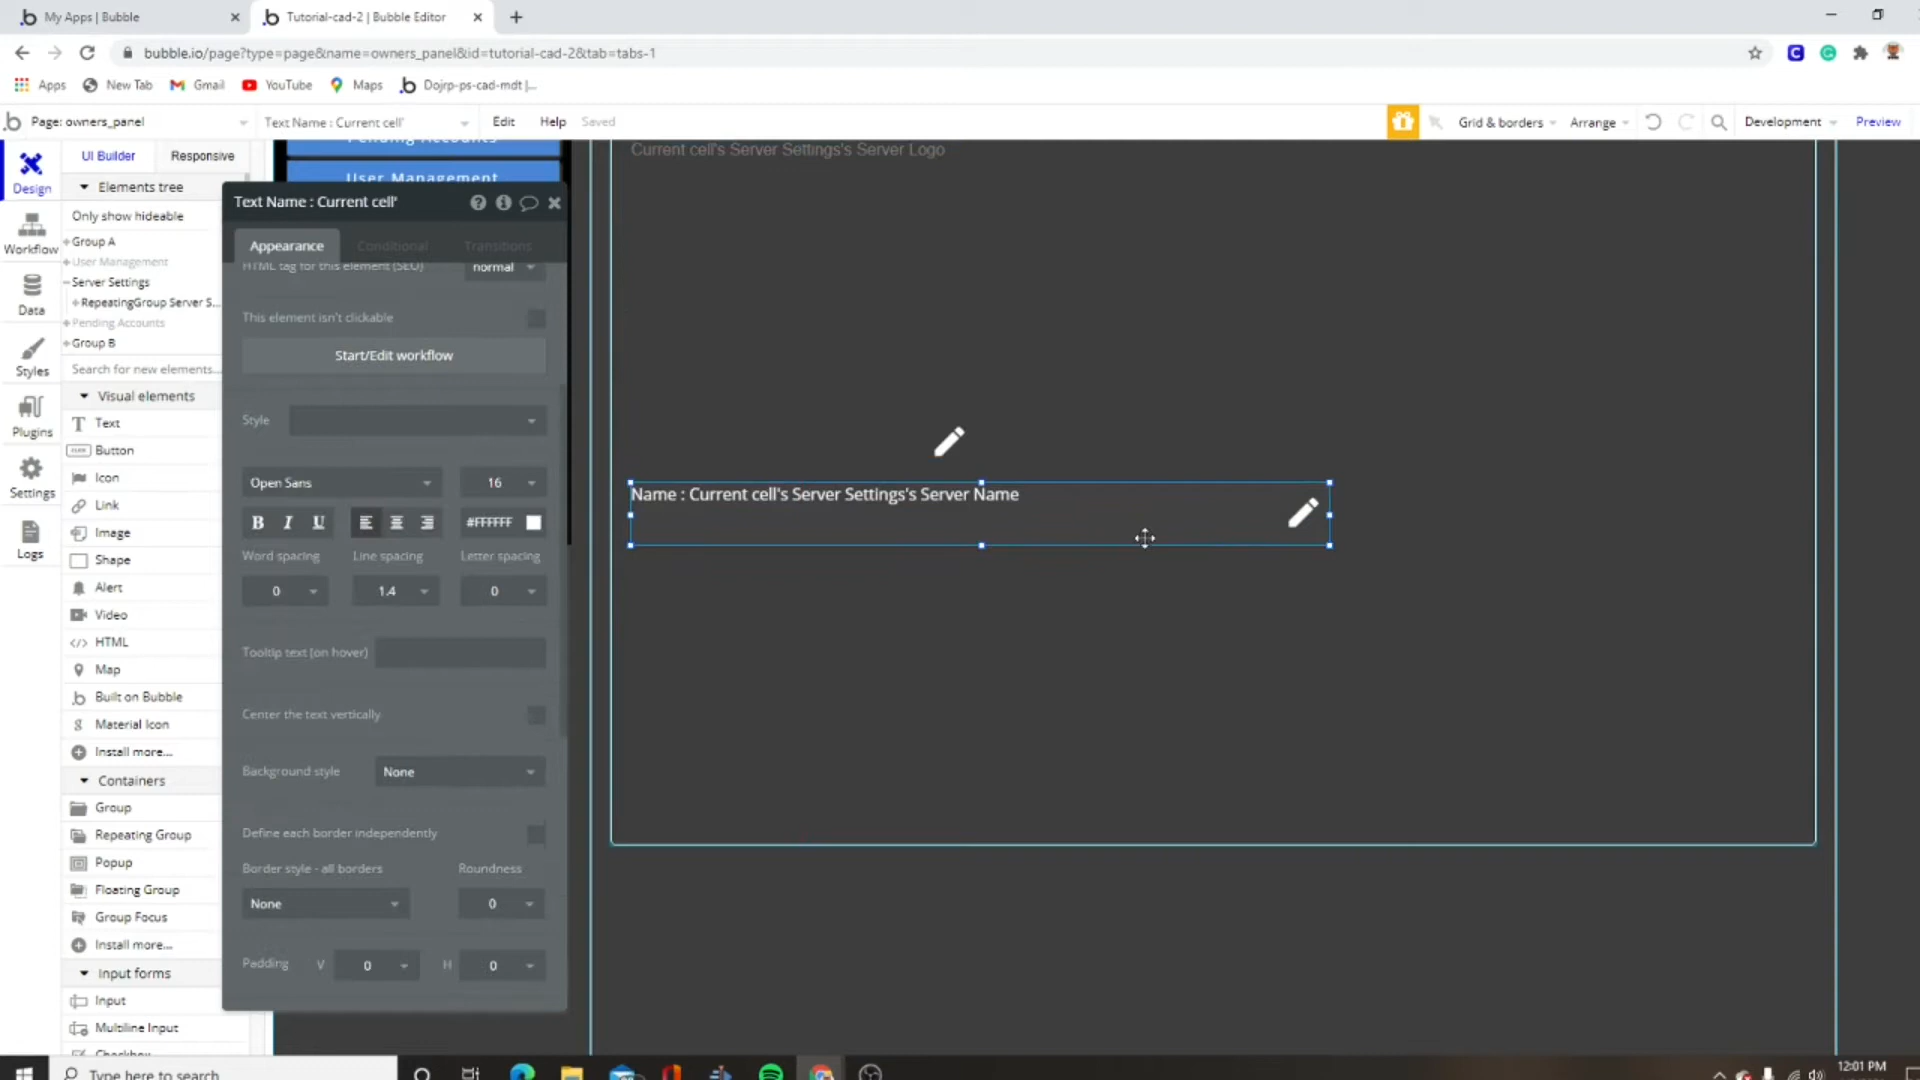 My Apps | Bubble
Tutorial-cad-2 | Bubble Editor
bubble.io/page?type=page&name=owners_panel&id=tutorial-cad-2&tab=tabs-1
Apps
New Tab
Gmail
YouTube
Maps
Dojrp-ps-cad-mdt |...
Page: owners_panel
Text Name : Current cell'
Edit
Help
Saved
Grid & borders
Arrange
Development
Preview
Design
Workflow
Data
Styles
Plugins
Settings
Logs
UI Builder
Responsive
Elements tree
Only show hideable
Group A
User Management
Server Settings
RepeatingGroup Server S...
Pending Accounts
Group B
Search for new elements...
Visual elements
Text
Button
Icon
Link
Image
Shape
Alert
Video
HTML
Map
Built on Bubble
Material Icon
Install more...
Containers
Group
Repeating Group
Popup
Floating Group
Group Focus
Install more...
Input forms
Input
Multiline Input
Checkbox
Pending Accounts
User Management
Text Name : Current cell'
Appearance
Conditional
Transitions
HTML tag for this element (SEO)
normal
This element isn't clickable
Start/Edit workflow
Style
Open Sans
16
B I U
#FFFFFF
Word spacing
Line spacing
Letter spacing
0
1.4
0
Tooltip text (on hover)
Center the text vertically
Background style
None
Define each border independently
Border style - all borders
Roundness
None
0
Padding
V
0
H
0
Current cell's Server Settings's Server Logo
Name : Current cell's Server Settings's Server Name
Type here to search
12:01 PM